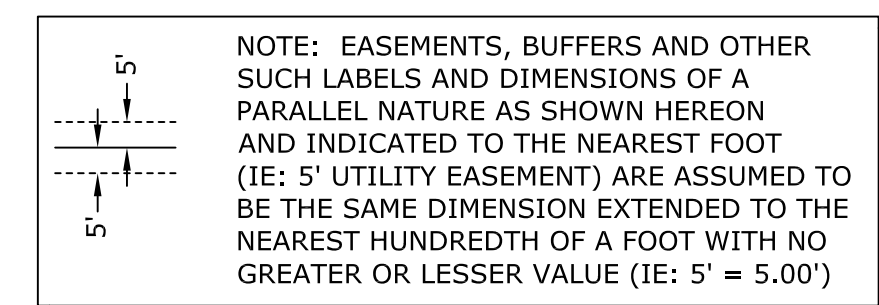 5'
5'
NOTE: EASEMENTS, BUFFERS AND OTHER
SUCH LABELS AND DIMENSIONS OF A
PARALLEL NATURE AS SHOWN HEREON
AND INDICATED TO THE NEAREST FOOT
(IE: 5' UTILITY EASEMENT) ARE ASSUMED TO
BE THE SAME DIMENSION EXTENDED TO THE
NEAREST HUNDREDTH OF A FOOT WITH NO
GREATER OR LESSER VALUE (IE: 5' = 5.00')